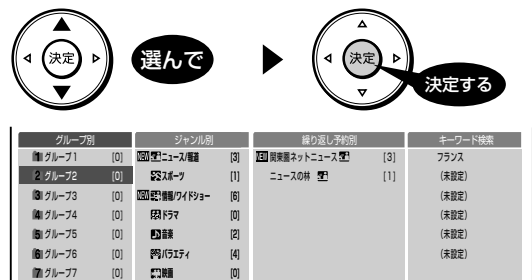 決定 選んで 決定 決定する
グループ別 ジャンル別 繰り返し予約別 キーワード検索
1 グループ1 [0] NEW ニュース/報道 [3] NEW 関東圏ネットニュース [3] フランス
2 グループ2 [0] スポーツ [1] ニュースの林 [1] (未設定)
3 グループ3 [0] NEW 情報/ワイドショー [6] (未設定)
4 グループ4 [0] ドラマ [0] (未設定)
5 グループ5 [0] 音楽 [2] (未設定)
6 グループ6 [0] バラエティ [4] (未設定)
7 グループ7 [0] 映画 [0]